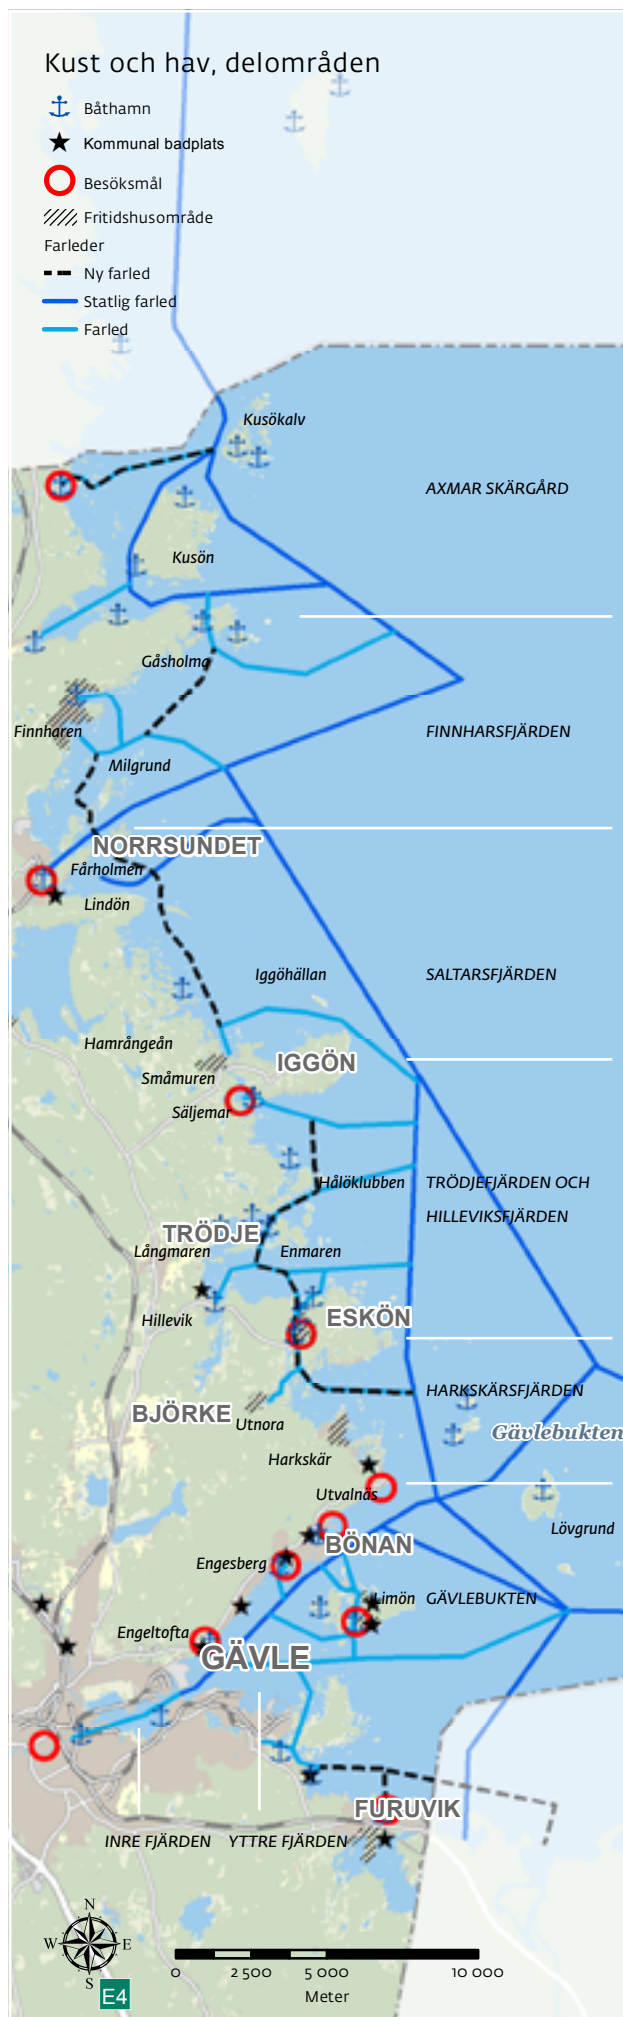 Kust och hav, delområden
Båthamn
Kommunal badplats
Besöksmål
Fritidshusområde
Farleder
Ny farled
Statlig farled
Farled
Kusökalv
AXMAR SKÄRGÅRD
Kusön
Gåsholma
Finnharen
FINNHARSFJÄRDEN
Milgrund
NORRSUNDET
Fårholmen
Lindön
Iggöhällan
SALTARSFJÄRDEN
Hamrångeån
IGGÖN
Småmuren
Säljemar
Hålöklubben
TRÖDJEFJÄRDEN OCH
HILLEVIKSFJÄRDEN
TRÖDJE
Långmaren
Enmaren
Hillevik
ESKÖN
HARKSKÄRSFJÄRDEN
BJÖRKE
Utnora
Gävlebukten
Harkskär
Utvalnäs
Lövgrund
BÖNAN
Engesberg
Limön
GÄVLEBUKTEN
Engeltofta
GÄVLE
FURUVIK
INRE FJÄRDEN
YTTRE FJÄRDEN
N
W
E
S
E4
0
2 500
5 000
10 000
Meter